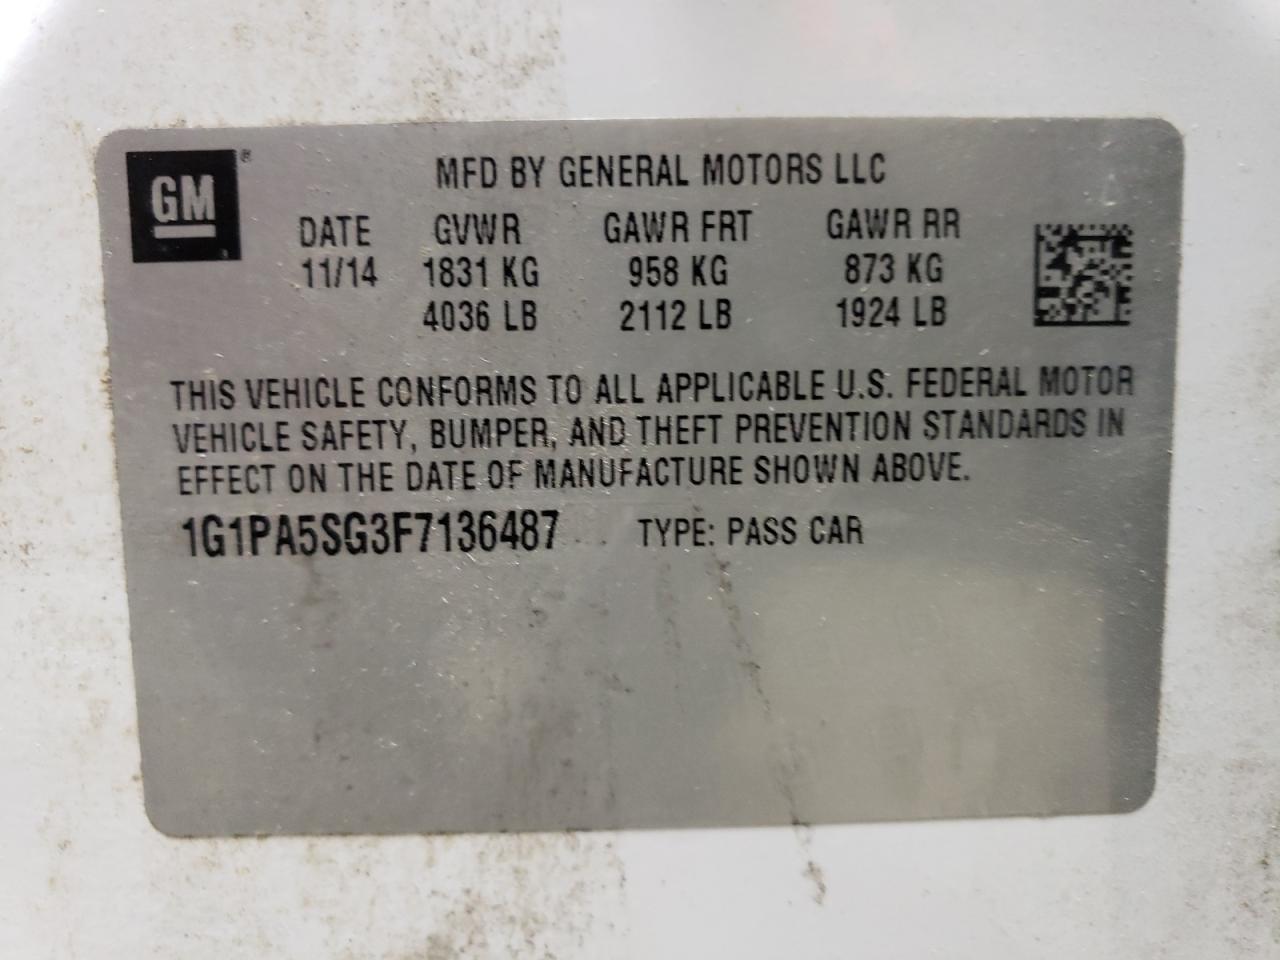 GM
MFD BY GENERAL MOTORS LLC
DATE GVWR GAWR FRT GAWR RR
11/14 1831 KG 958 KG 873 KG
4036 LB 2112 LB 1924 LB
THIS VEHICLE CONFORMS TO ALL APPLICABLE U.S. FEDERAL MOTOR
VEHICLE SAFETY, BUMPER, AND THEFT PREVENTION STANDARDS IN
EFFECT ON THE DATE OF MANUFACTURE SHOWN ABOVE.
1G1PA5SG3F7136487 TYPE: PASS CAR